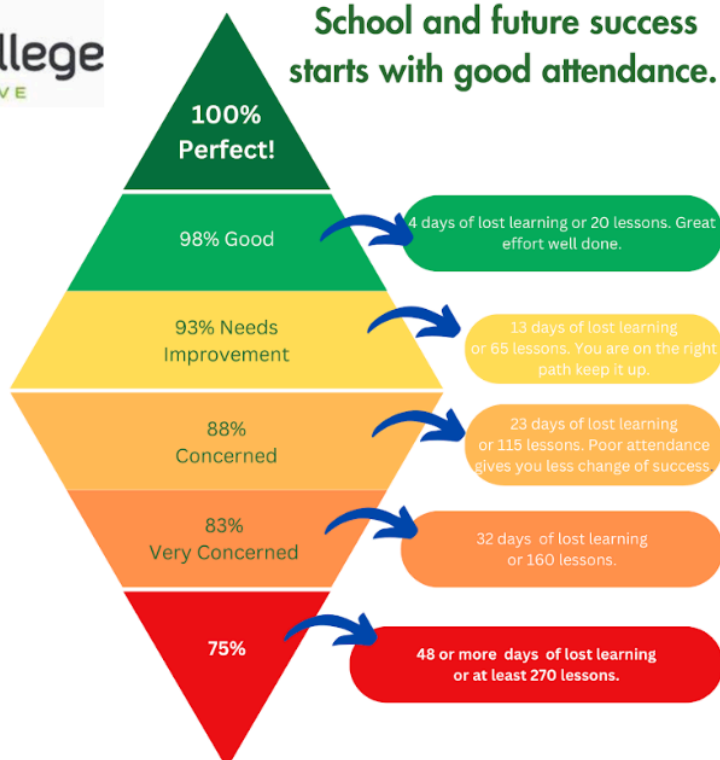 School and future success
starts with good attendance.
100%
Perfect!
98% Good
4 days of lost learning or 20 lessons. Great
effort well done.
93% Needs
Improvement
13 days of lost learning
or 65 lessons. You are on the right
path keep it up.
88%
Concerned
23 days of lost learning
or 115 lessons. Poor attendance
gives you less change of success.
83%
Very Concerned
32 days of lost learning
or 160 lessons.
75%
48 or more days of lost learning
or at least 270 lessons.